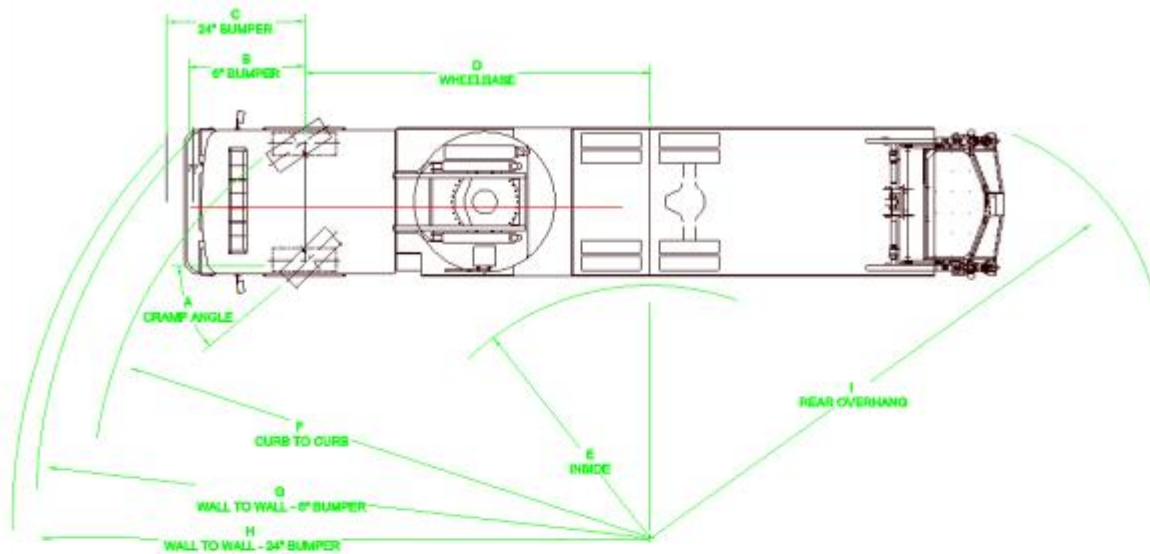 C
24" BUMPER
B
6" BUMPER
D
WHEELBASE
A
CRAMP ANGLE
I
REAR OVERHANG
F
CURB TO CURB
E
INSIDE
G
WALL TO WALL - 6" BUMPER
H
WALL TO WALL - 24" BUMPER